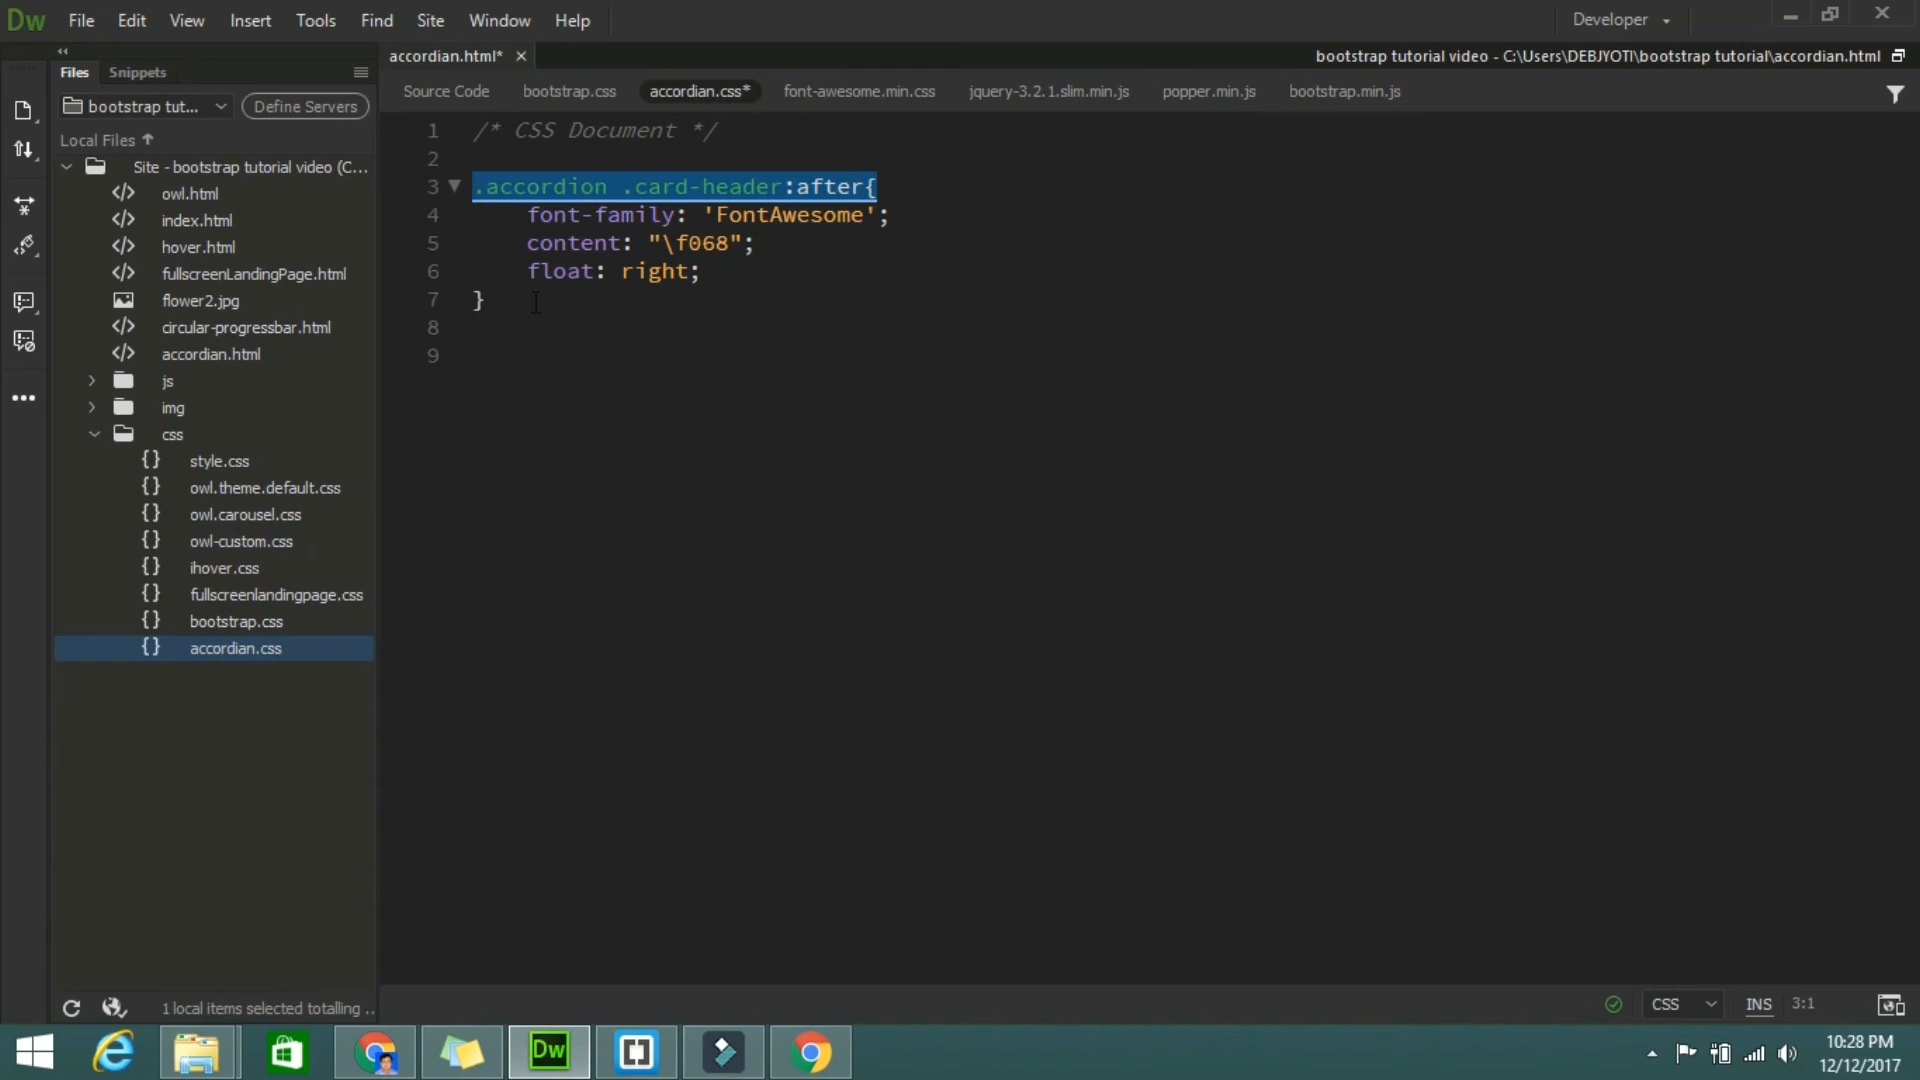 Dw File Edit View Insert Tools Find Site Window Help Developer
accordian.html*
bootstrap tutorial video - C:\Users\DEBJYOTI\bootstrap tutorial\accordian.html
Files Snippets
Source Code bootstrap.css accordian.css* font-awesome.min.css jquery-3.2.1.slim.min.js popper.min.js bootstrap.min.js
bootstrap tut... Define Servers
Local Files
Site - bootstrap tutorial video (C...
owl.html
index.html
hover.html
fullscreenLandingPage.html
flower2.jpg
circular-progressbar.html
accordian.html
js
img
css
style.css
owl.theme.default.css
owl.carousel.css
owl-custom.css
ihover.css
fullscreenlandingpage.css
bootstrap.css
accordian.css
1 /* CSS Document */
2
3 .accordion .card-header:after{
4 font-family: 'FontAwesome';
5 content: "\f068";
6 float: right;
7 }
8
9
1 local items selected totalling ..
CSS INS 3:1
Dw
10:28 PM
12/12/2017